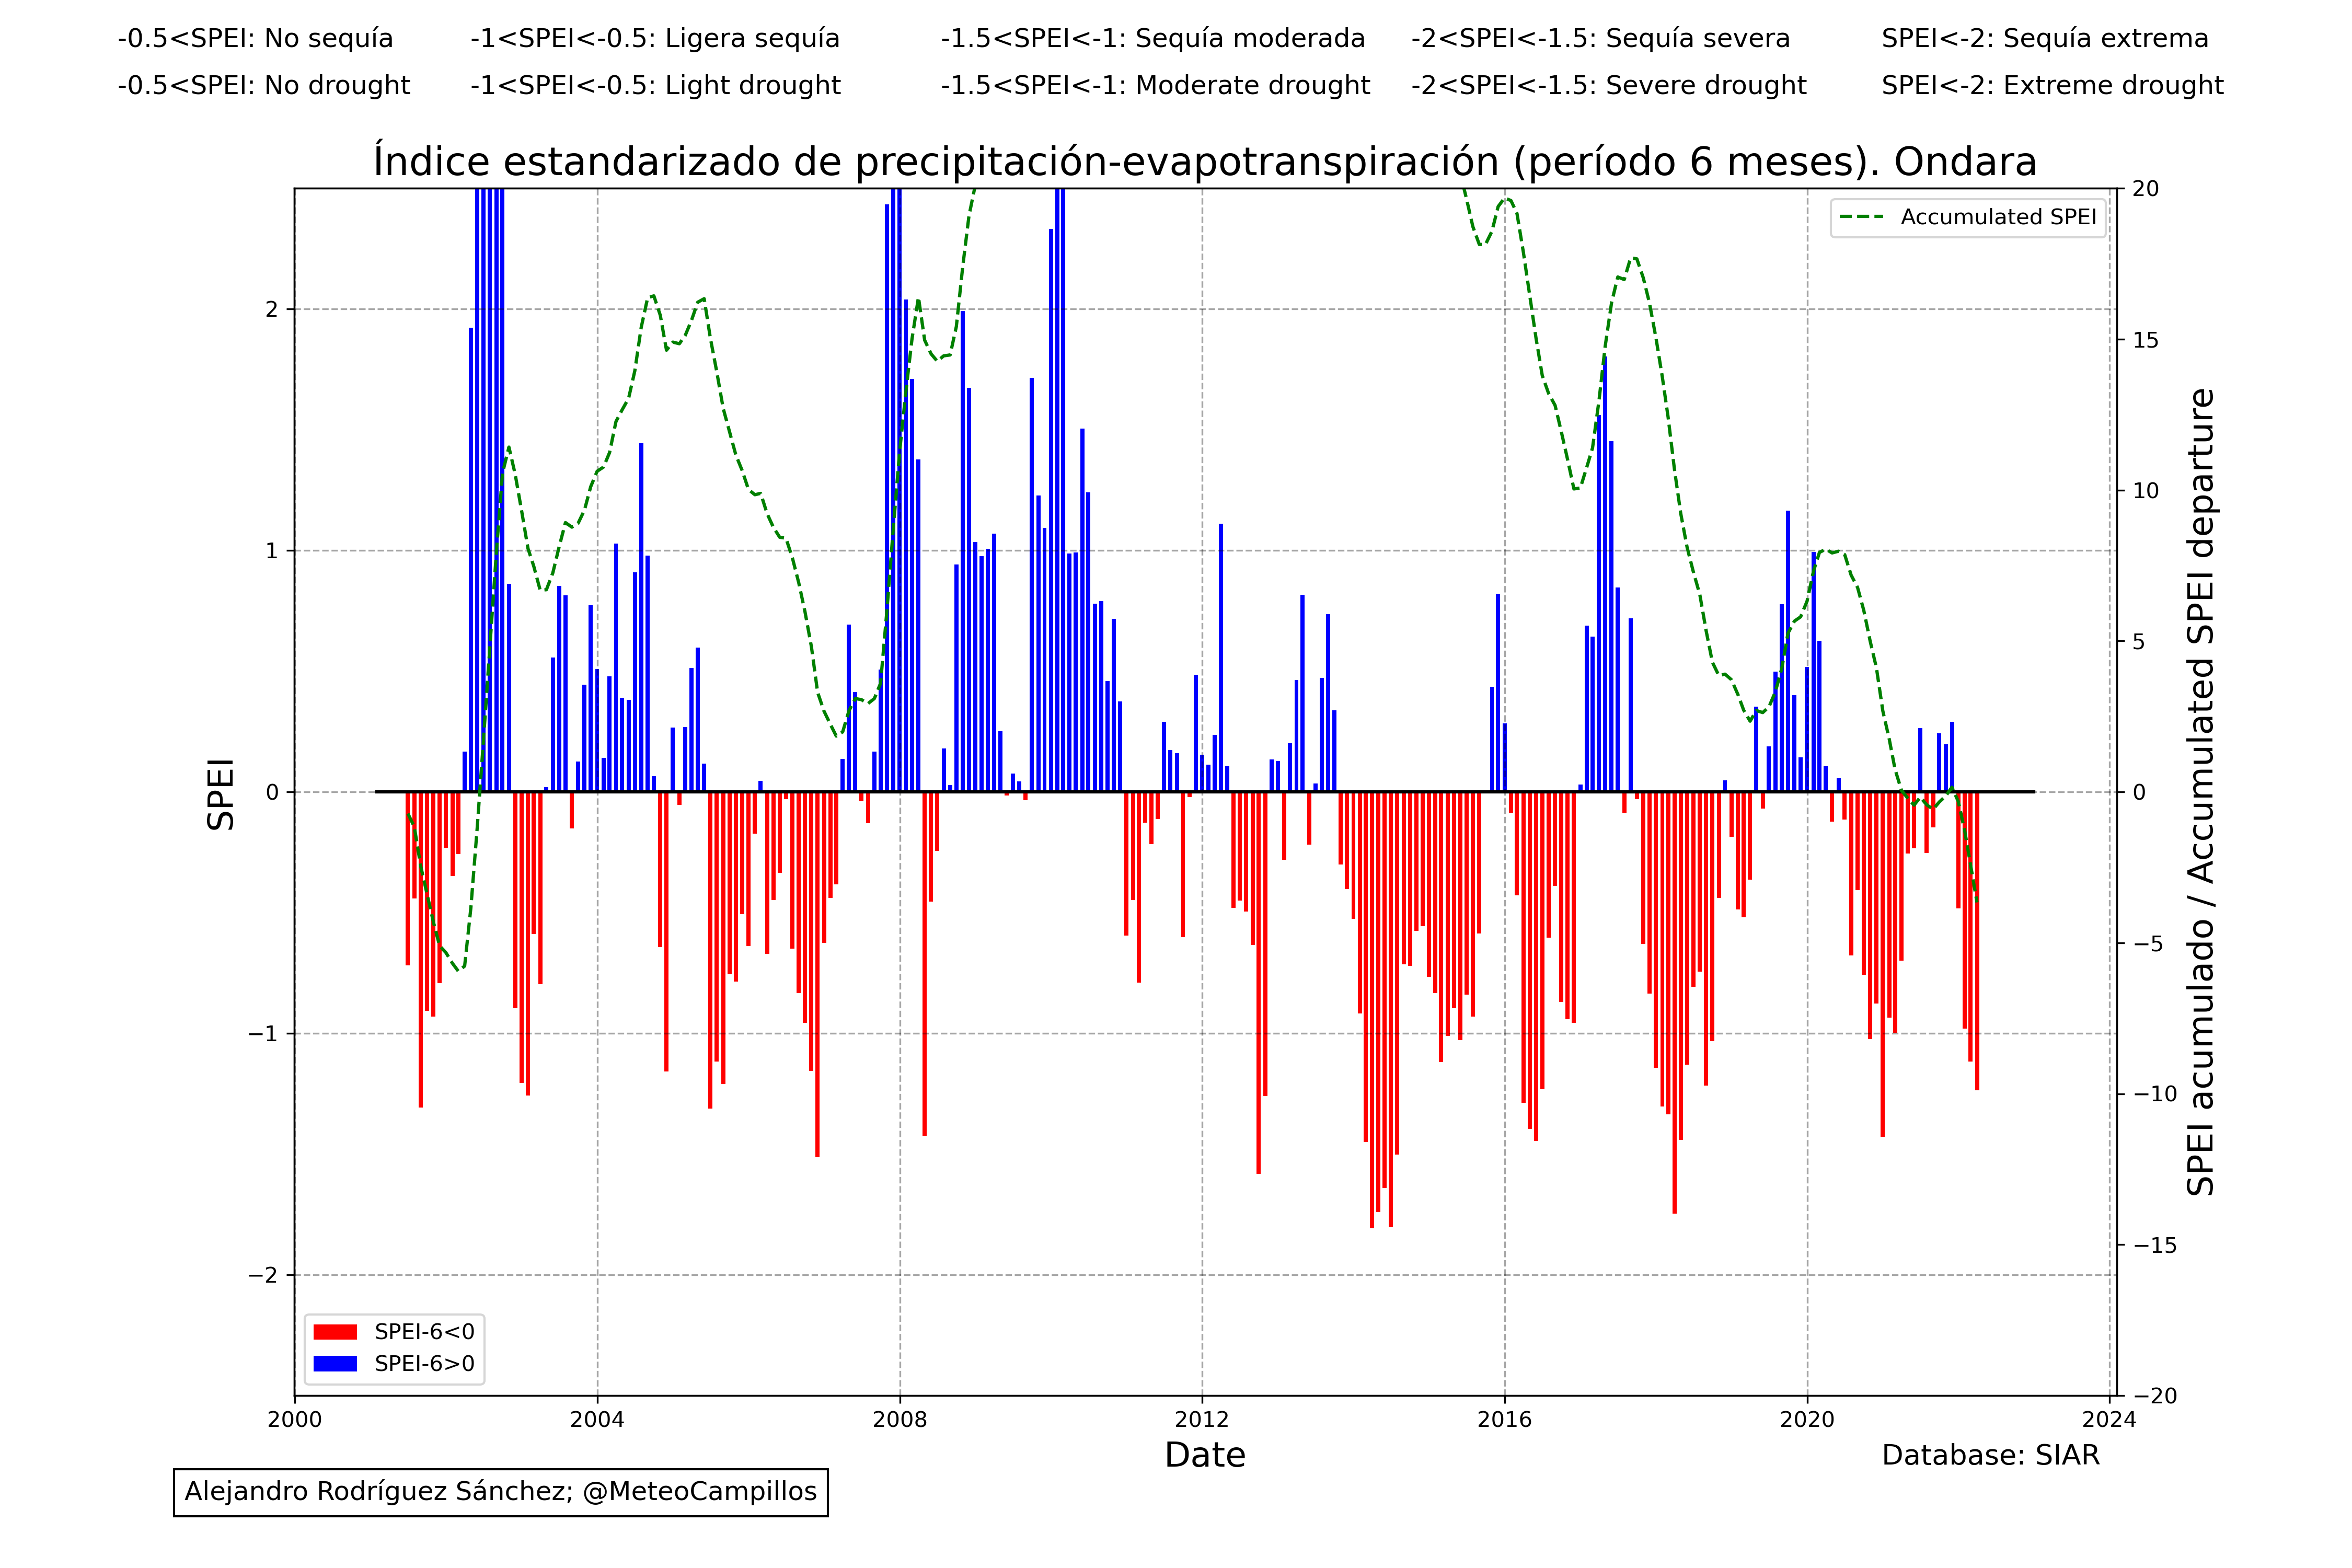 -0.5<SPEI: No sequía -1<SPEI<-0.5: Ligera sequía -1.5<SPEI<-1: Sequía moderada -2<SPEI<-1.5: Sequía severa SPEI<-2: Sequía extrema
-0.5<SPEI: No drought -1<SPEI<-0.5: Light drought -1.5<SPEI<-1: Moderate drought -2<SPEI<-1.5: Severe drought SPEI<-2: Extreme drought
Índice estandarizado de precipitación-evapotranspiración (período 6 meses). Ondara
SPEI
2
1
0
−1
−2
Accumulated SPEI
20
15
10
5
0
−5
−10
−15
−20
SPEI acumulado / Accumulated SPEI departure
SPEI-6<0
SPEI-6>0
2000 2004 2008 2012 2016 2020 2024
Date
Database: SIAR
Alejandro Rodríguez Sánchez; @MeteoCampillos